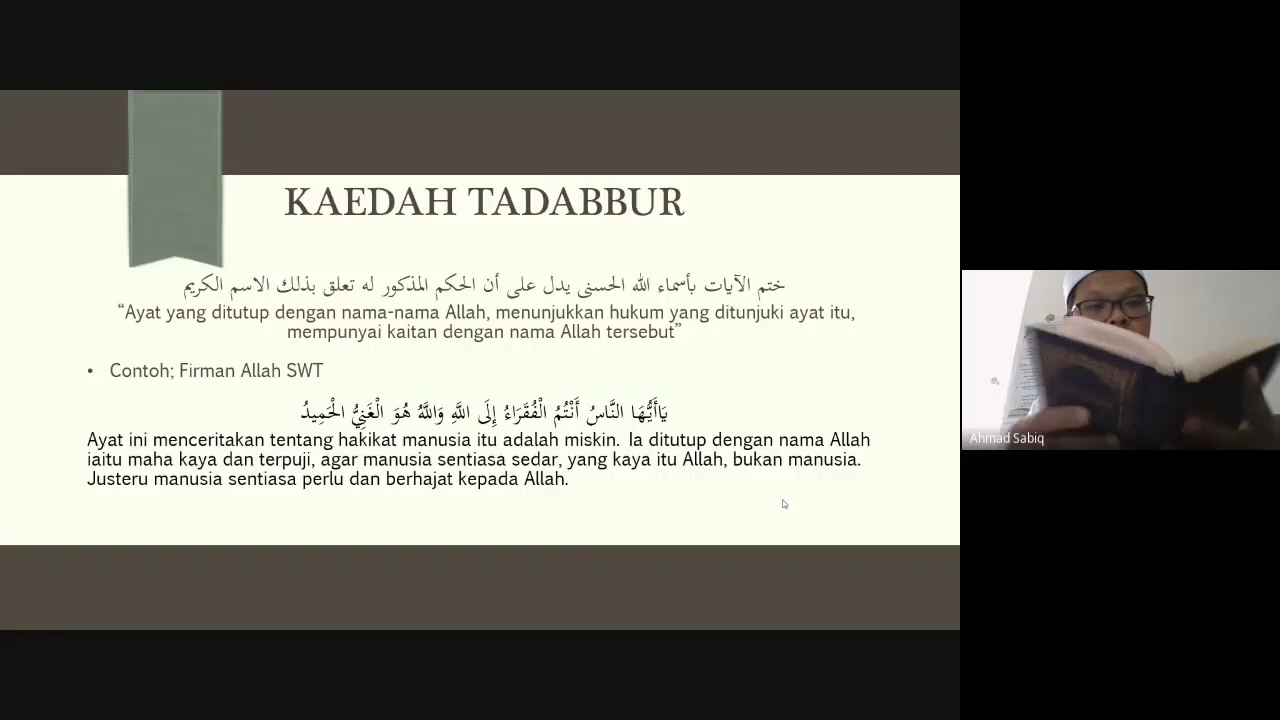 KAEDAH TADABBUR
ختم الآيات بأسماء الله الحسنى يدل على أن الحكم المذكور له تعلق بذلك الاسم الكريم
“Ayat yang ditutup dengan nama-nama Allah, menunjukkan hukum yang ditunjuki ayat itu,
mempunyai kaitan dengan nama Allah tersebut”
• Contoh; Firman Allah SWT
يَاأَيُّهَا النَّاسُ أَنْتُمُ الْفُقَرَاءُ إِلَى اللَّهِ وَاللَّهُ هُوَ الْغَنِيُّ الْحَمِيدُ
Ayat ini menceritakan tentang hakikat manusia itu adalah miskin. Ia ditutup dengan nama Allah
iaitu maha kaya dan terpuji, agar manusia sentiasa sedar, yang kaya itu Allah, bukan manusia.
Justeru manusia sentiasa perlu dan berhajat kepada Allah.
Ahmad Sabiq